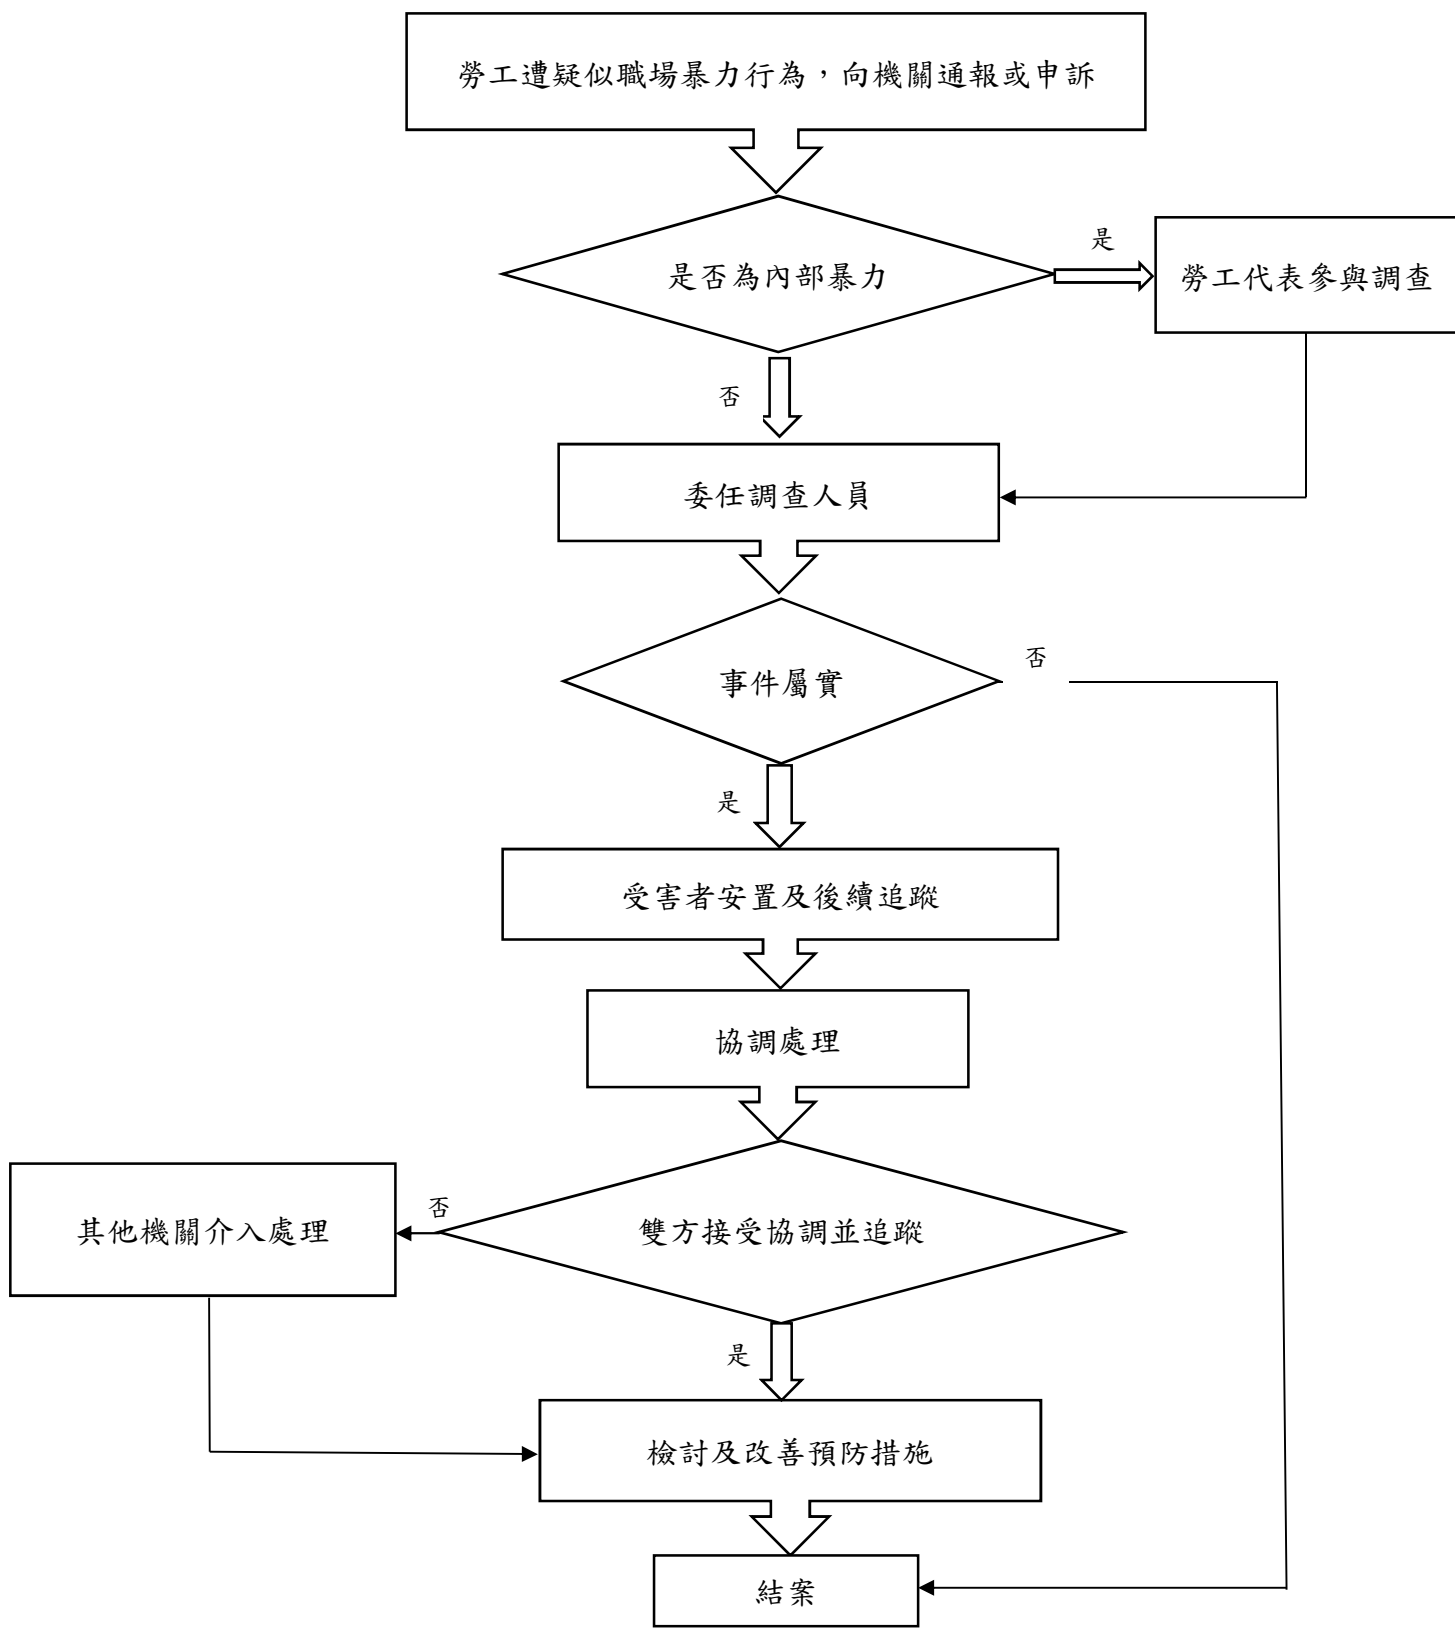 勞工遭疑似職場暴力行為，向機關通報或申訴
是
是否為內部暴力
勞工代表參與調查
否
委任調查人員
否
事件屬實
是
受害者安置及後續追蹤
協調處理
否
其他機關介入處理
雙方接受協調並追蹤
是
檢討及改善預防措施
結案